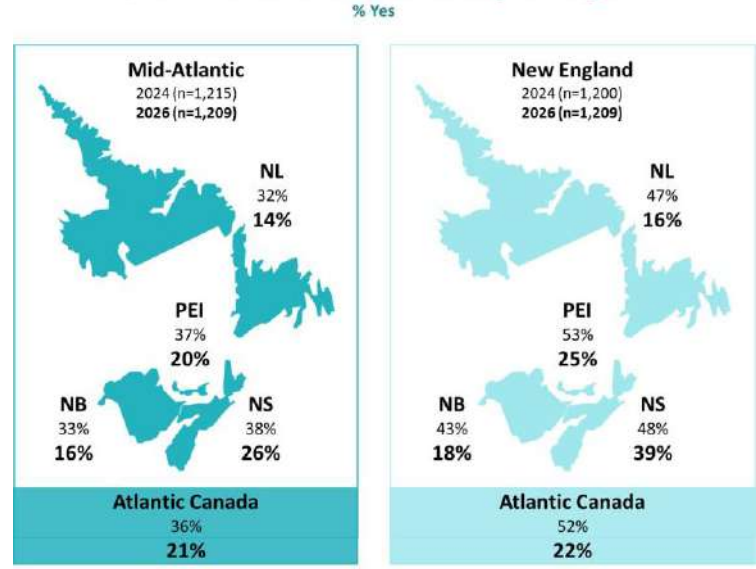 % Yes
Mid-Atlantic
2024 (n=1,215)
2026 (n=1,209)
NL
32%
14%
PEI
37%
20%
NB
33%
16%
NS
38%
26%
Atlantic Canada
36%
21%
New England
2024 (n=1,200)
2026 (n=1,209)
NL
47%
16%
PEI
53%
25%
NB
43%
18%
NS
48%
39%
Atlantic Canada
52%
22%